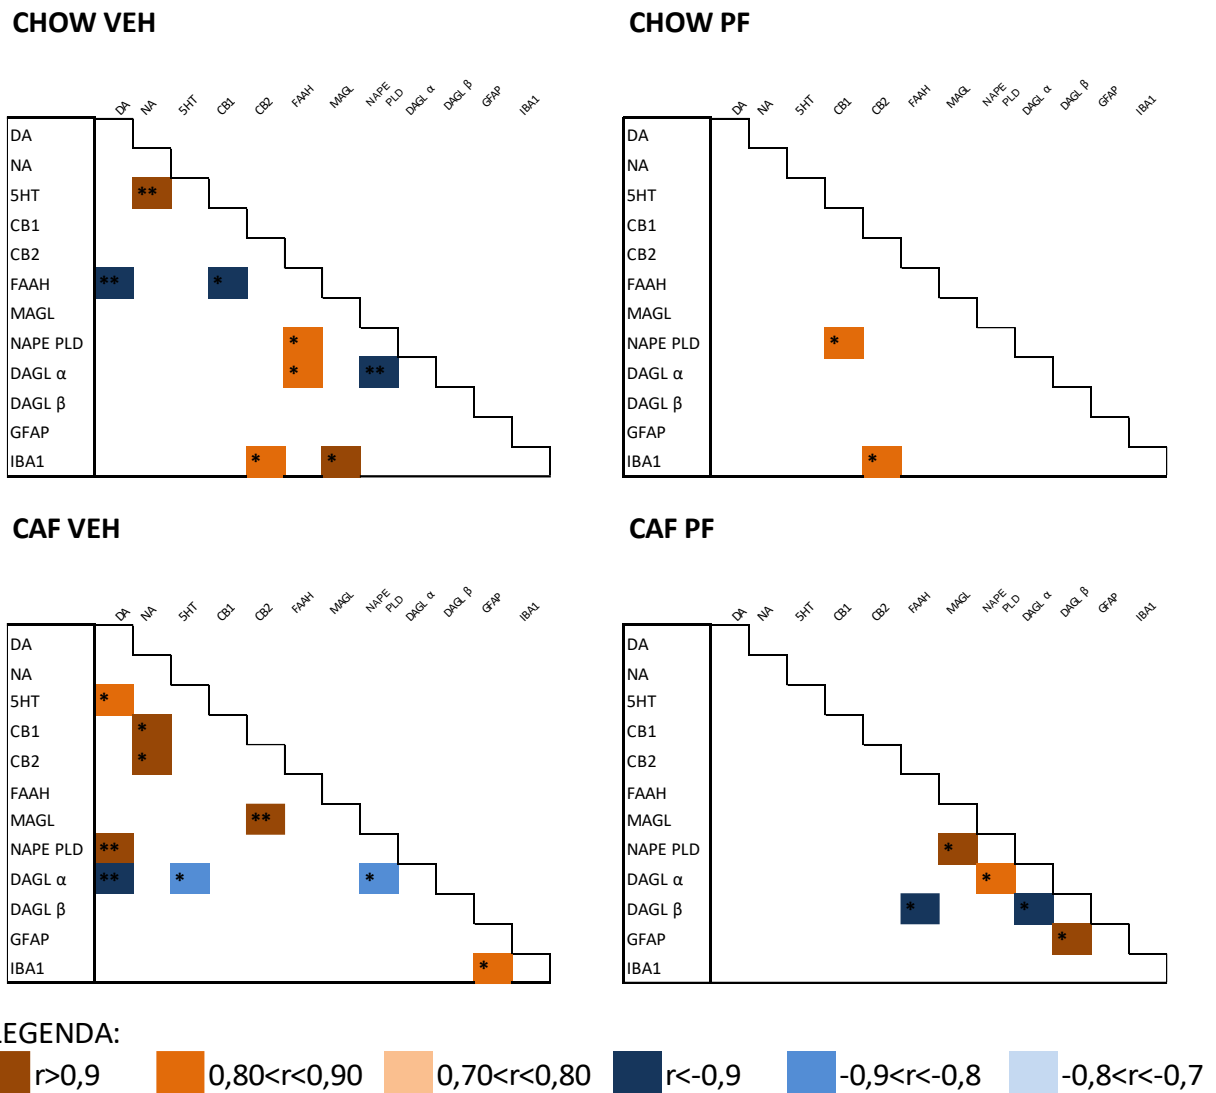 CHOW VEH
CHOW PF
DA NA 5HT CB1 CB2 FAAH MAGL NAPE PLD DAGL α DAGL β GFAP IBA1
DA NA 5HT CB1 CB2 FAAH MAGL NAPE PLD DAGL α DAGL β GFAP IBA1
DA
NA
5HT **
CB1
CB2
FAAH ** *
MAGL
NAPE PLD *
DAGL α * **
DAGL β
GFAP
IBA1 * *
DA
NA
5HT
CB1
CB2
FAAH
MAGL
NAPE PLD *
DAGL α
DAGL β
GFAP
IBA1 *
CAF VEH
CAF PF
DA NA 5HT CB1 CB2 FAAH MAGL NAPE PLD DAGL α DAGL β GFAP IBA1
DA NA 5HT CB1 CB2 FAAH MAGL NAPE PLD DAGL α DAGL β GFAP IBA1
DA
NA
5HT *
CB1 *
CB2 *
FAAH
MAGL **
NAPE PLD **
DAGL α ** * *
DAGL β
GFAP
IBA1 *
DA
NA
5HT
CB1
CB2
FAAH
MAGL
NAPE PLD *
DAGL α *
DAGL β * *
GFAP *
IBA1
LEGENDA:
r>0,9 0,80<r<0,90 0,70<r<0,80 r<-0,9 -0,9<r<-0,8 -0,8<r<-0,7